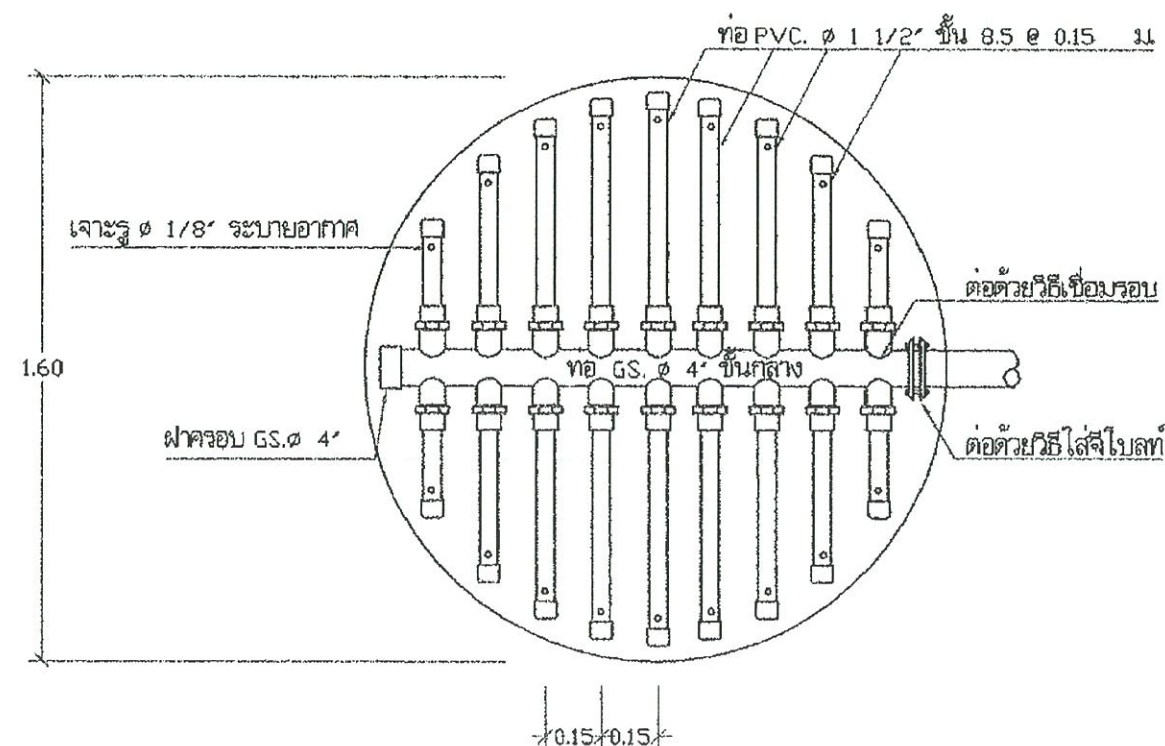 ท่อ PVC. ø 1 1/2" ชั้น 8.5 @ 0.15 ม.
เจาะรู ø 1/8" ระบายอากาศ
ต่อด้วยวิธีเชื่อมรอบ
1.60
ท่อ GS. ø 4" ชั้นกลาง
ฝาครอบ GS.ø 4"
ต่อด้วยวิธีใส่จีโบลท์
0.15 0.15